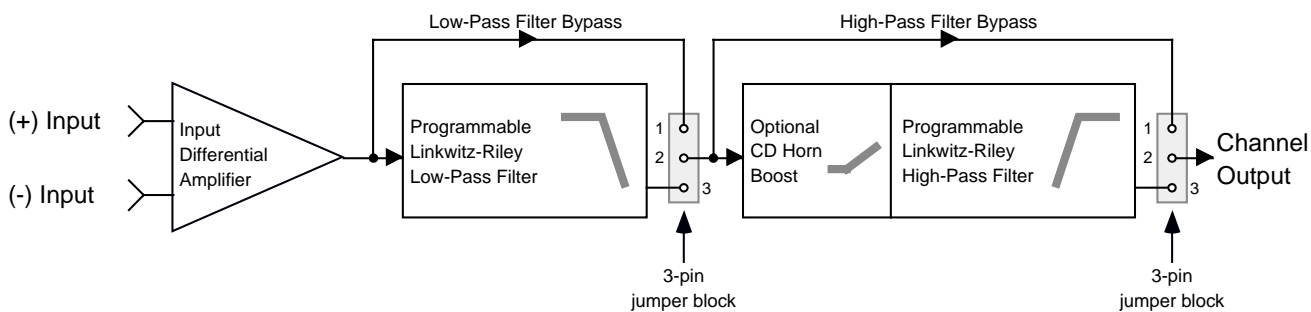 Low-Pass Filter Bypass
High-Pass Filter Bypass
(+) Input
(-) Input
Input
Differential
Amplifier
Programmable
Linkwitz-Riley
Low-Pass Filter
1
2
3
3-pin
jumper block
Optional
CD Horn
Boost
Programmable
Linkwitz-Riley
High-Pass Filter
1
2
3
3-pin
jumper block
Channel
Output